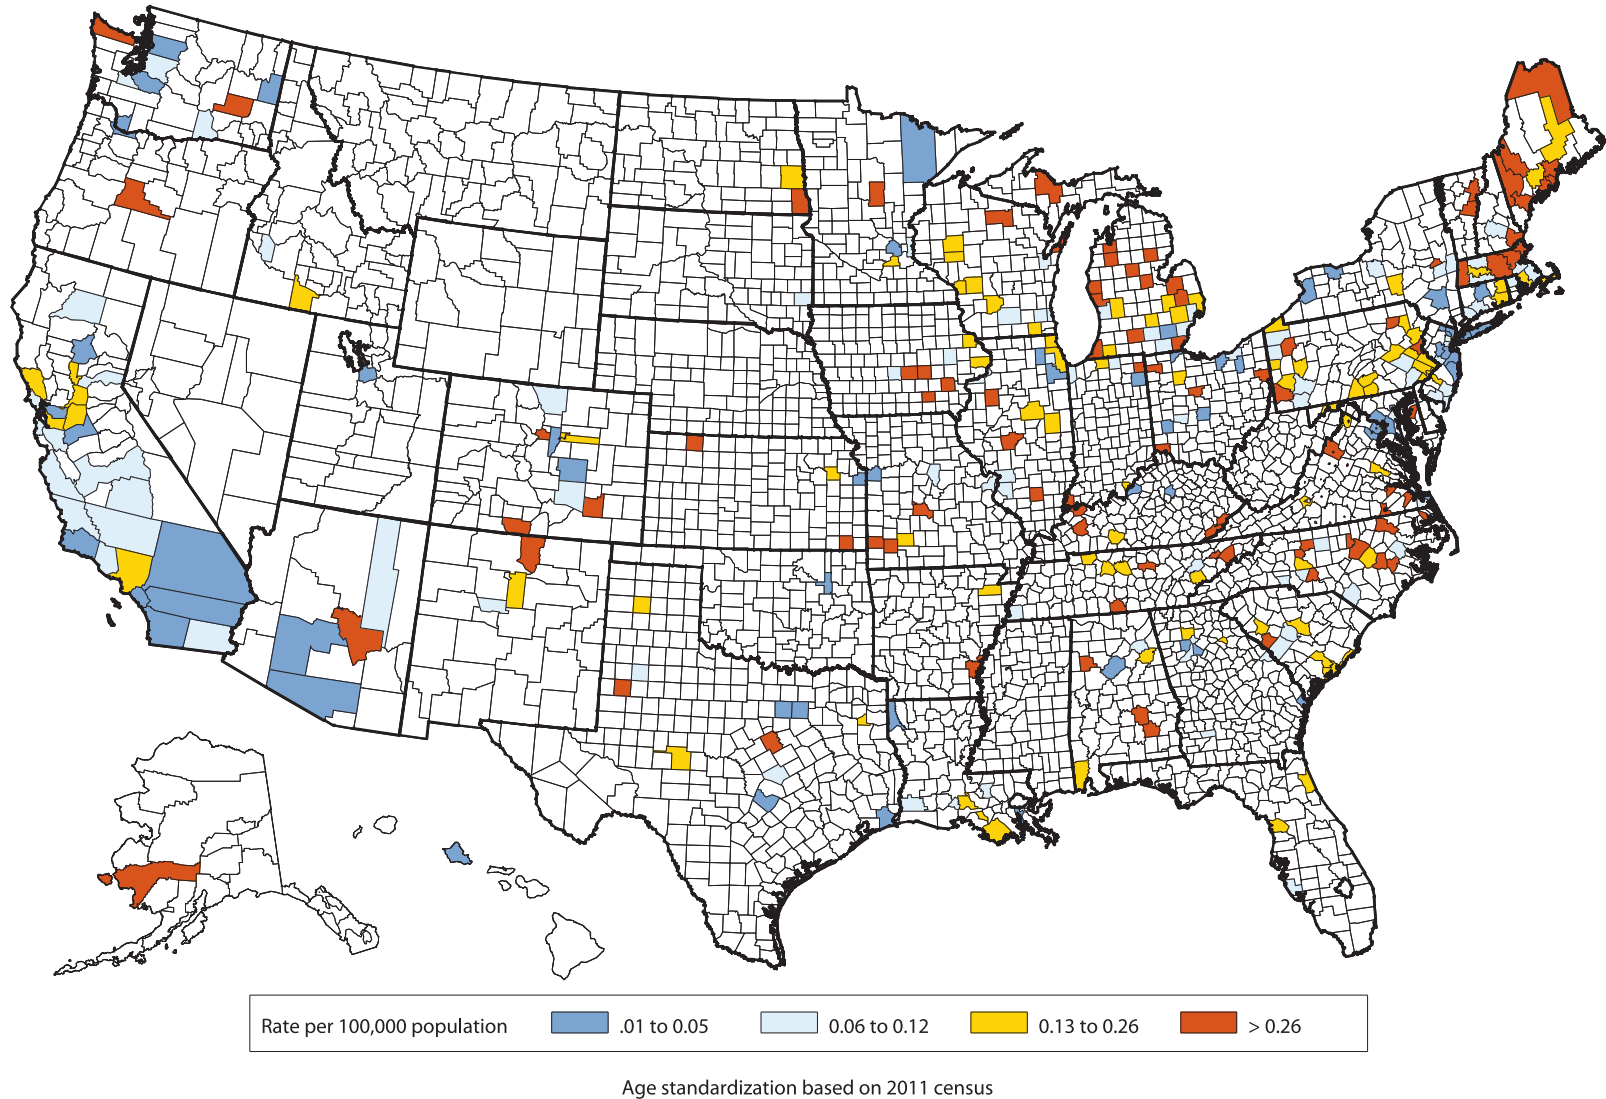 Rate per 100,000 population .01 to 0.05 0.06 to 0.12 0.13 to 0.26 > 0.26
Age standardization based on 2011 census